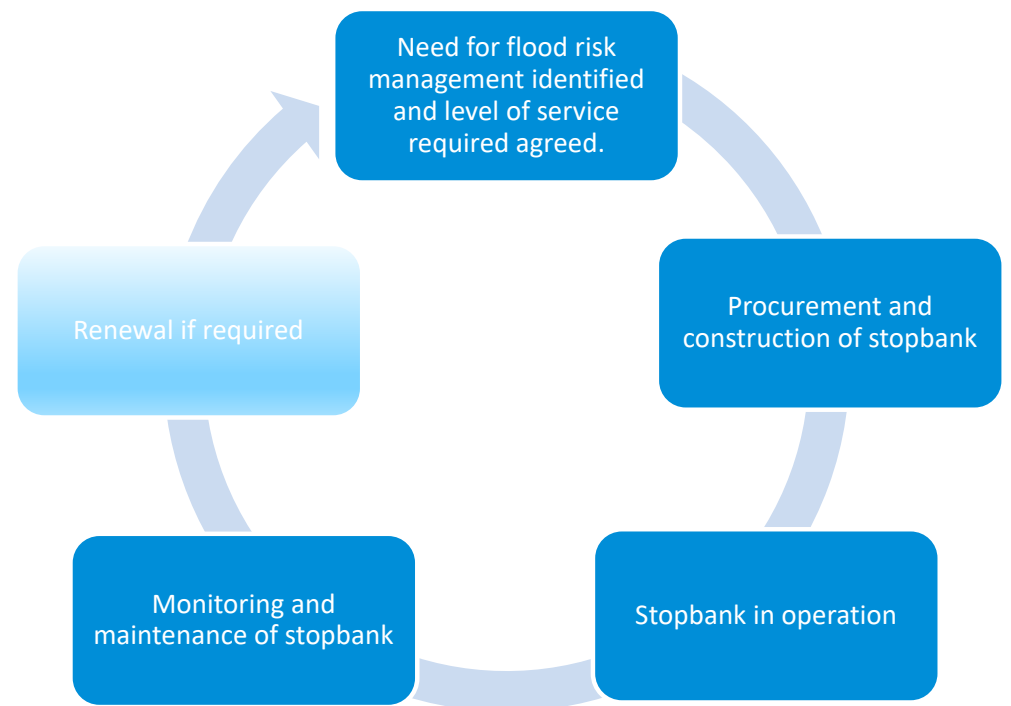 Need for flood risk
management identified
and level of service
required agreed.
Procurement and
construction of stopbank
Stopbank in operation
Monitoring and
maintenance of stopbank
Renewal if required